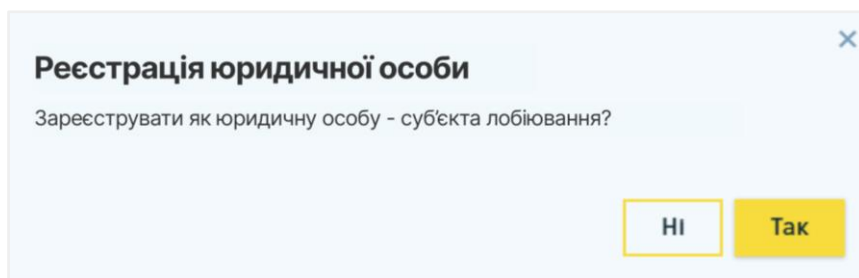 Реєстрація юридичної особи
Зареєструвати як юридичну особу - суб'єкта лобіювання?
Ні
Так